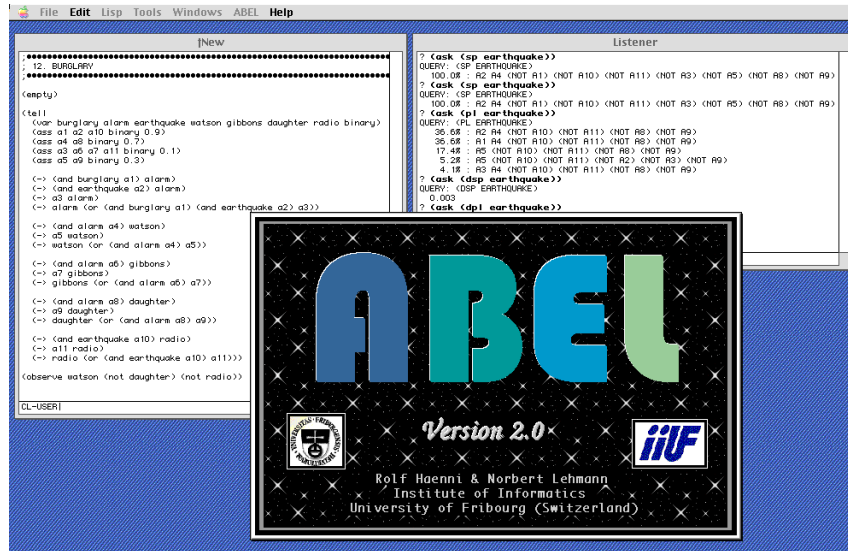 File Edit Lisp Tools Windows ABEL Help
New
; 12. BURGLARY
(empty)
(tell
(var burglary alarm earthquake watson gibbons daughter radio binary)
(ass a1 a2 a10 binary 0.9)
(ass a4 a8 binary 0.7)
(ass a3 a6 a7 a11 binary 0.1)
(ass a5 a9 binary 0.3)
(-> (and burglary a1) alarm)
(-> (and earthquake a2) alarm)
(-> a3 alarm)
(-> alarm (or (and burglary a1) (and earthquake a2) a3))
(-> (and alarm a4) watson)
(-> a5 watson)
(-> watson (or (and alarm a4) a5))
(-> (and alarm a6) gibbons)
(-> a7 gibbons)
(-> gibbons (or (and alarm a6) a7))
(-> (and alarm a8) daughter)
(-> a9 daughter)
(-> daughter (or (and alarm a8) a9))
(-> (and earthquake a10) radio)
(-> a11 radio)
(-> radio (or (and earthquake a10) a11)))
(observe watson (not daughter) (not radio))
CL-USER
Listener
? (ask (sp earthquake))
QUERY: (SP EARTHQUAKE)
100.0% : A2 A4 (NOT A1) (NOT A10) (NOT A11) (NOT A3) (NOT A5) (NOT A8) (NOT A9)
? (ask (sp earthquake))
QUERY: (SP EARTHQUAKE)
100.0% : A2 A4 (NOT A1) (NOT A10) (NOT A11) (NOT A3) (NOT A5) (NOT A8) (NOT A9)
? (ask (pl earthquake))
QUERY: (PL EARTHQUAKE)
36.6% : A2 A4 (NOT A10) (NOT A11) (NOT A8) (NOT A9)
36.6% : A1 A4 (NOT A10) (NOT A11) (NOT A8) (NOT A9)
17.4% : A5 (NOT A10) (NOT A11) (NOT A8) (NOT A9)
5.2% : A5 (NOT A10) (NOT A11) (NOT A2) (NOT A3) (NOT A9)
4.1% : A3 A4 (NOT A10) (NOT A11) (NOT A8) (NOT A9)
? (ask (dsp earthquake))
QUERY: (DSP EARTHQUAKE)
0.003
? (ask (dpl earthquake))
ABEL
Version 2.0
iiUF
Rolf Haenni & Norbert Lehmann
Institute of Informatics
University of Fribourg (Switzerland)